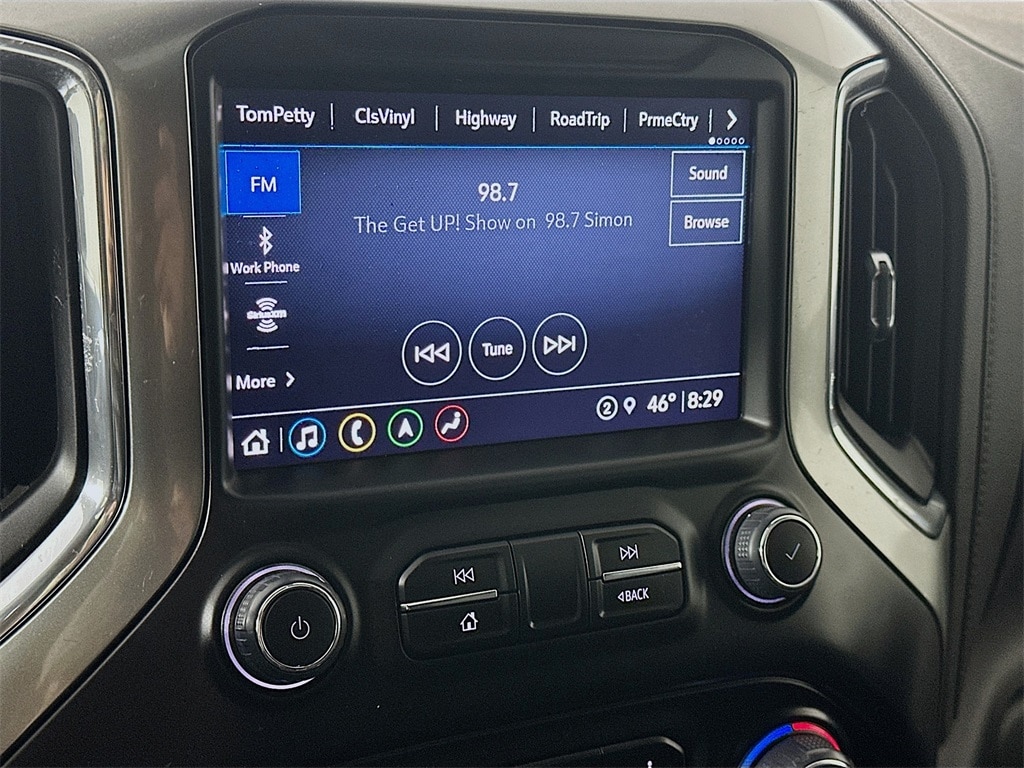 TomPetty | ClsVinyl | Highway | RoadTrip | PrmeCtry |
FM
98.7
Sound
The Get UP! Show on 98.7 Simon
Browse
Work Phone
SiriusXM
Tune
More
2 46° | 8:29
BACK